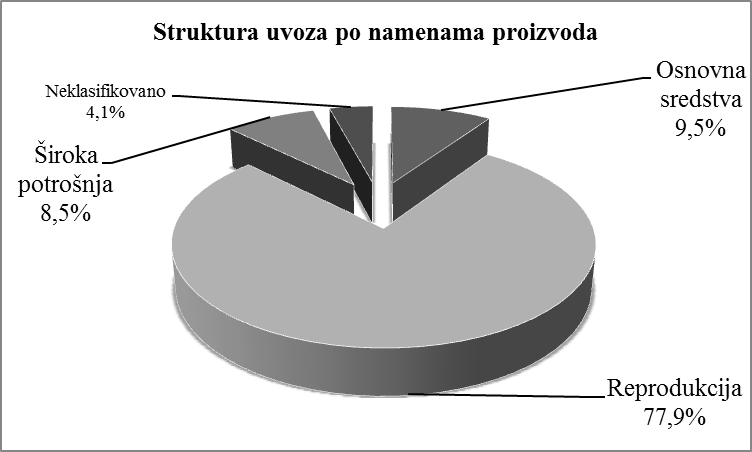 Struktura uvoza po namenama proizvoda
Neklasifikovano
4,1%
Osnovna
sredstva
9,5%
Široka
potrošnja
8,5%
Reprodukcija
77,9%